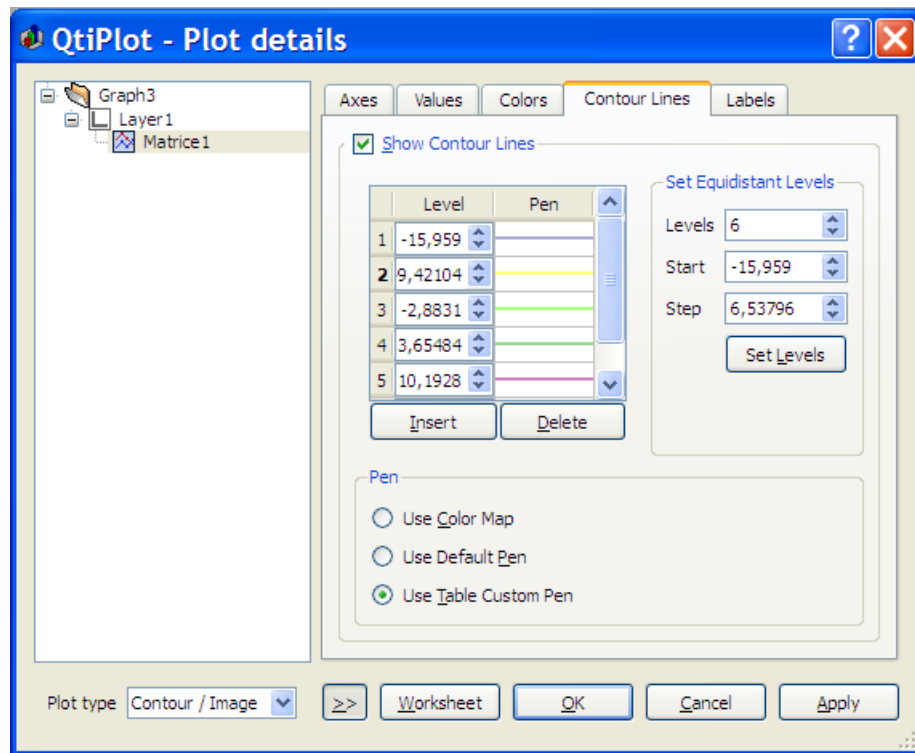 QtiPlot - Plot details
Graph3
Layer1
Matrice1
Axes Values Colors Contour Lines Labels
Show Contour Lines
Level Pen
1 -15,959
2 9,42104
3 -2,8831
4 3,65484
5 10,1928
Insert Delete
Set Equidistant Levels
Levels 6
Start -15,959
Step 6,53796
Set Levels
Pen
Use Color Map
Use Default Pen
Use Table Custom Pen
Plot type Contour / Image >> Worksheet OK Cancel Apply